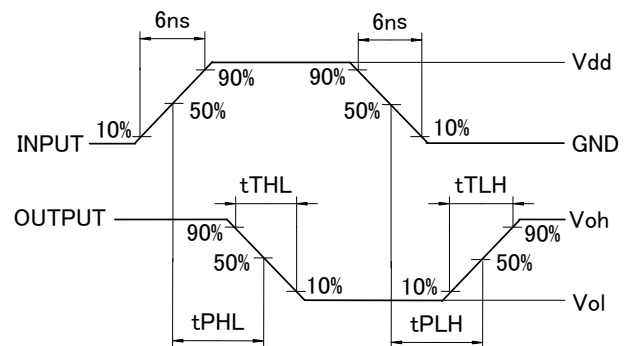 6ns 6ns
90% 90% Vdd
50% 50%
INPUT 10% 10% GND
tTHL tTLH
OUTPUT Voh
90% 90%
50% 50%
10% 10% Vol
tPHL tPLH